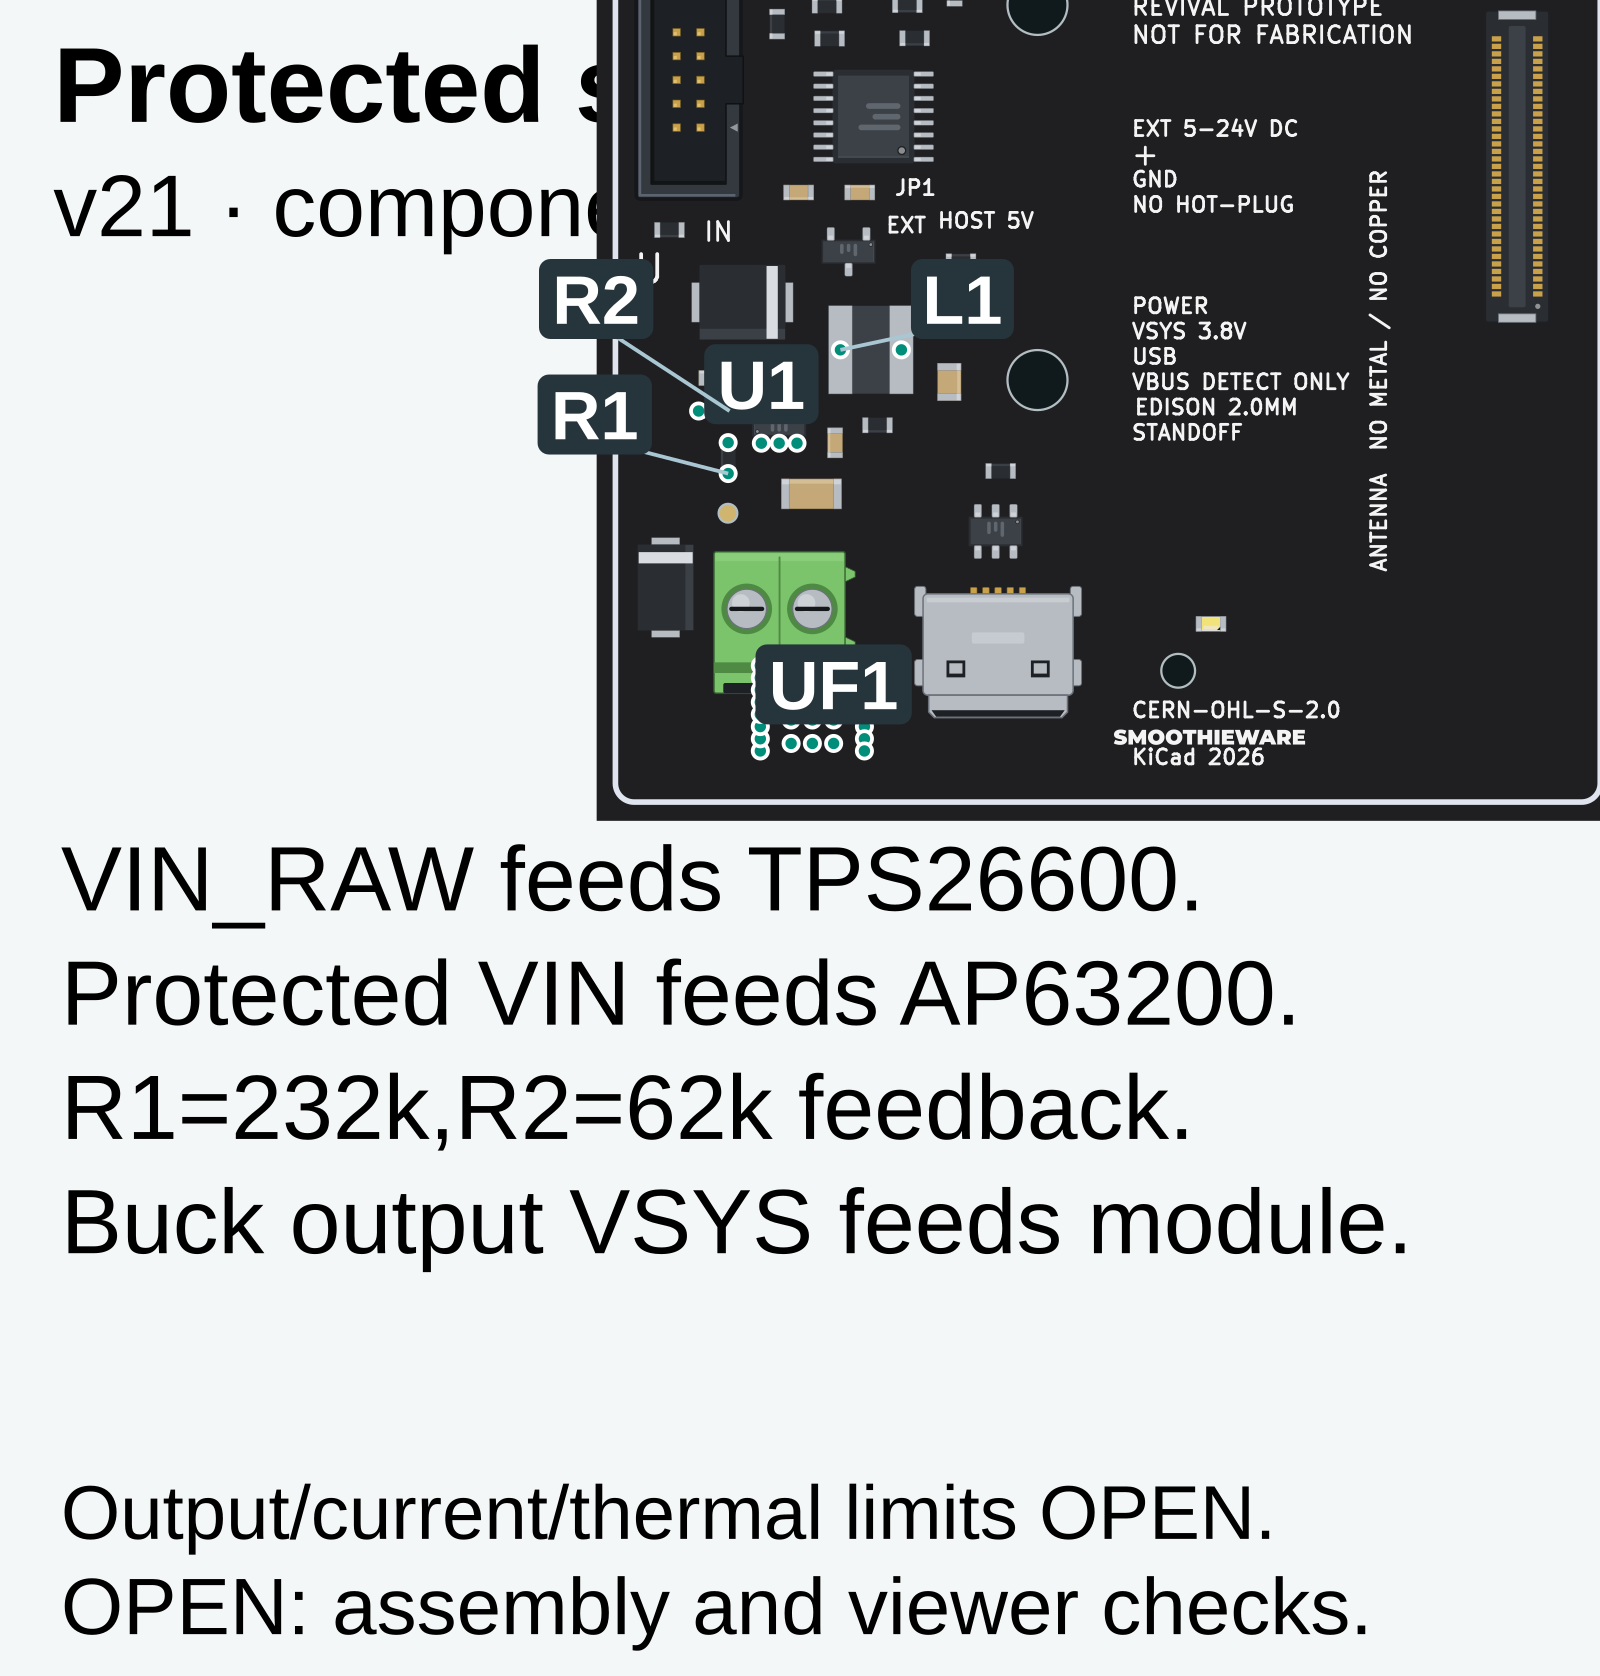 Protected
v21 ·
REVIVAL PROTOTYPE
NOT FOR FABRICATION
EXT 5-24V DC
+
GND
NO HOT-PLUG
JP1
EXT HOST 5V
IN
R2
L1
U1
R1
POWER
VSYS 3.8V
USB
VBUS DETECT ONLY
EDISON 2.0MM
STANDOFF
ANTENNA NO METAL / NO COPPER
UF1
CERN-OHL-S-2.0
SMOOTHIEWARE
KiCad 2026
VIN_RAW feeds TPS26600.
Protected VIN feeds AP63200.
R1=232k,R2=62k feedback.
Buck output VSYS feeds module.
Output/current/thermal limits OPEN.
OPEN: assembly and viewer checks.